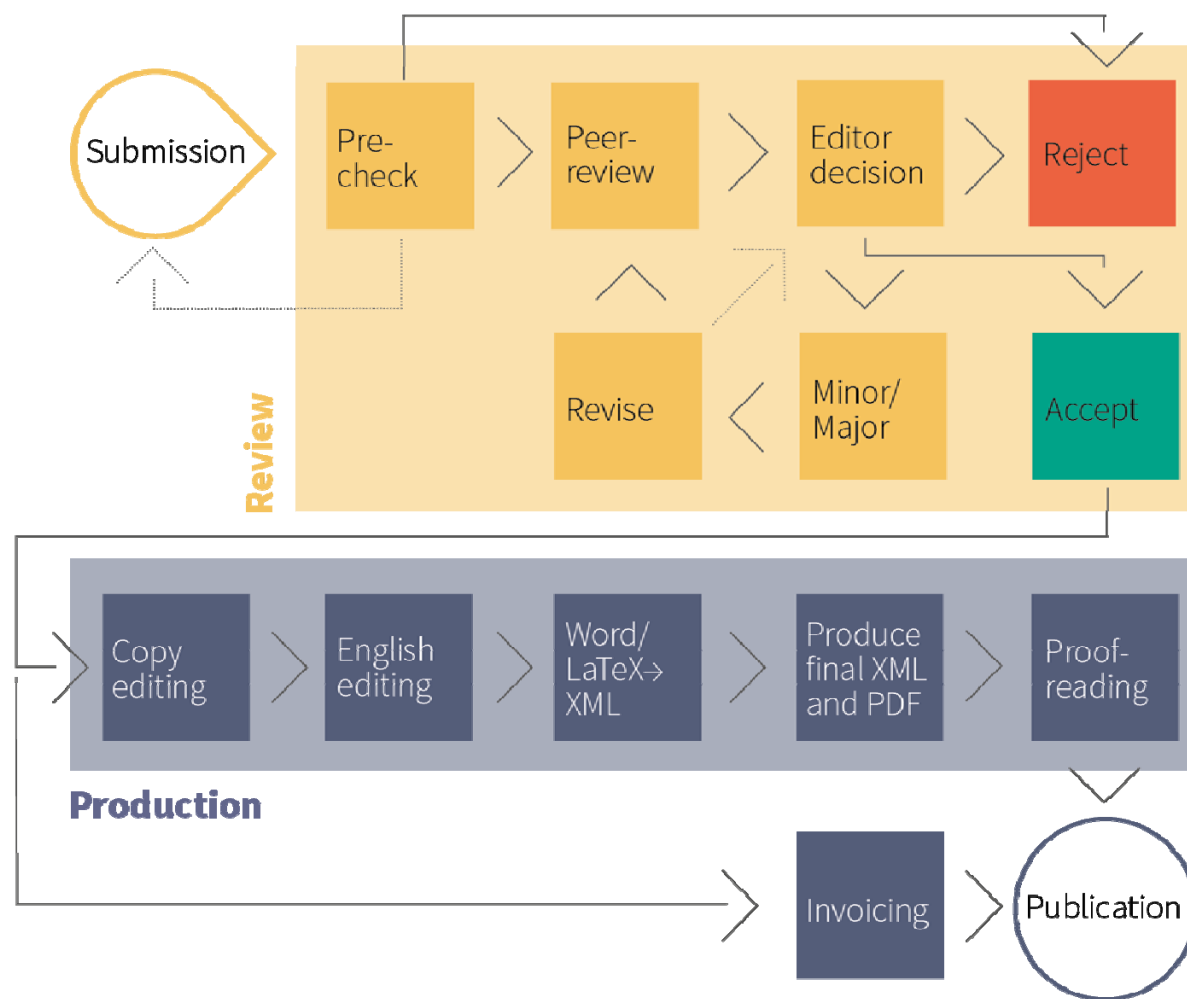 Submission
Pre-
check
Peer-
review
Editor
decision
Reject
Revise
Minor/
Major
Accept
Review
Copy
editing
English
editing
Word/
LaTeX→
XML
Produce
final XML
and PDF
Proof-
reading
Production
Invoicing
Publication